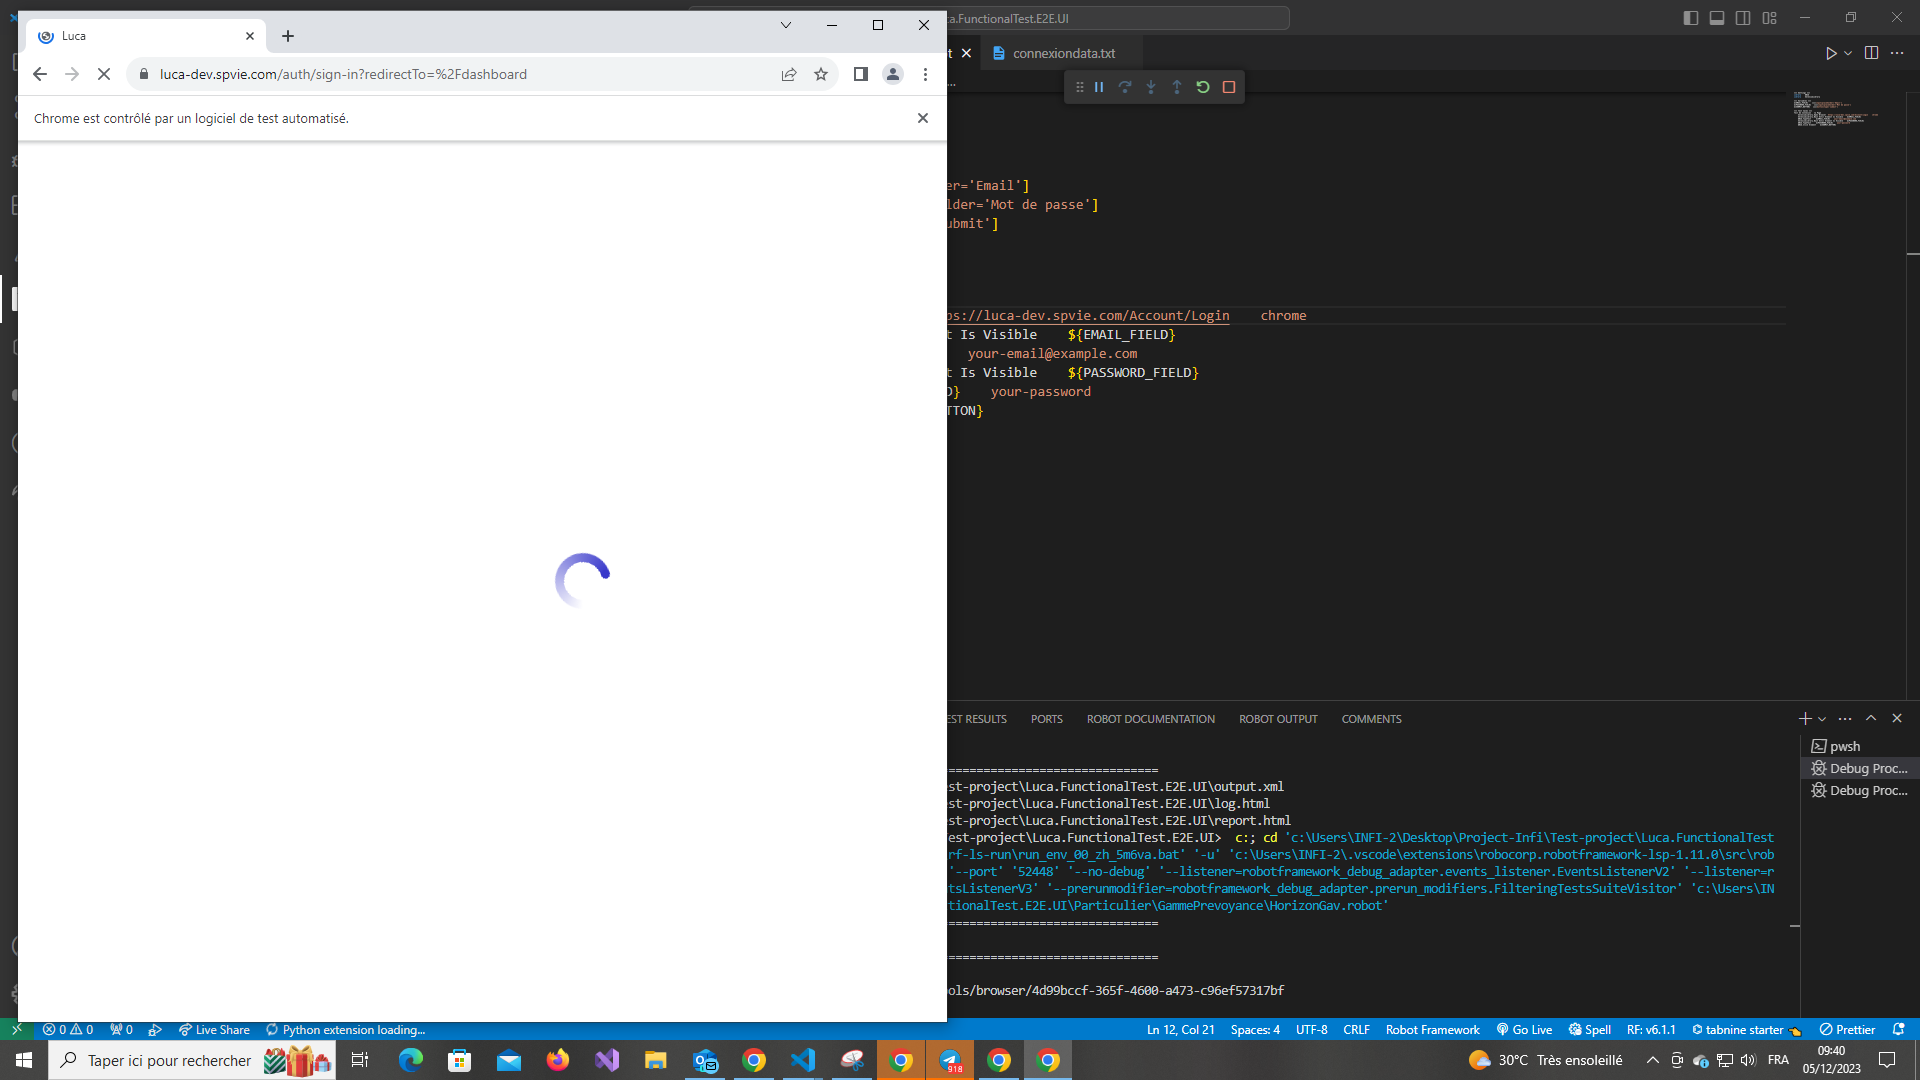 Luca
luca-dev.spvie.com/auth/sign-in?redirectTo=%2Fdashboard
Chrome est contrôlé par un logiciel de test automatisé.
ca.FunctionalTest.E2E.UI
t
connexiondata.txt
...
er='Email']
lder='Mot de passe']
ubmit']
ps://luca-dev.spvie.com/Account/Login    chrome
t Is Visible    ${EMAIL_FIELD}
your-email@example.com
t Is Visible    ${PASSWORD_FIELD}
D}    your-password
TTON}
EST RESULTS
PORTS
ROBOT DOCUMENTATION
ROBOT OUTPUT
COMMENTS
==============================
est-project\Luca.FunctionalTest.E2E.UI\output.xml
est-project\Luca.FunctionalTest.E2E.UI\log.html
est-project\Luca.FunctionalTest.E2E.UI\report.html
Test-project\Luca.FunctionalTest.E2E.UI>  c:; cd 'c:\Users\INFI-2\Desktop\Project-Infi\Test-project\Luca.FunctionalTest
rf-ls-run\run_env_00_zh_5m6va.bat' '-u' 'c:\Users\INFI-2\.vscode\extensions\robocorp.robotframework-lsp-1.11.0\src\rob
'--port' '52448' '--no-debug' '--listener=robotframework_debug_adapter.events_listener.EventsListenerV2' '--listener=r
tsListenerV3' '--prerunmodifier=robotframework_debug_adapter.prerun_modifiers.FilteringTestsSuiteVisitor' 'c:\Users\IN
tionalTest.E2E.UI\Particulier\GammePrevoyance\HorizonGav.robot'
==============================
==============================
ols/browser/4d99bccf-365f-4600-a473-c96ef57317bf
pwsh
Debug Proc...
Debug Proc...
0 0
0
Live Share
Python extension loading...
Ln 12, Col 21
Spaces: 4
UTF-8
CRLF
Robot Framework
Go Live
Spell
RF: v6.1.1
tabnine starter
Prettier
Taper ici pour rechercher
918
30°C Très ensoleillé
FRA
09:40
05/12/2023